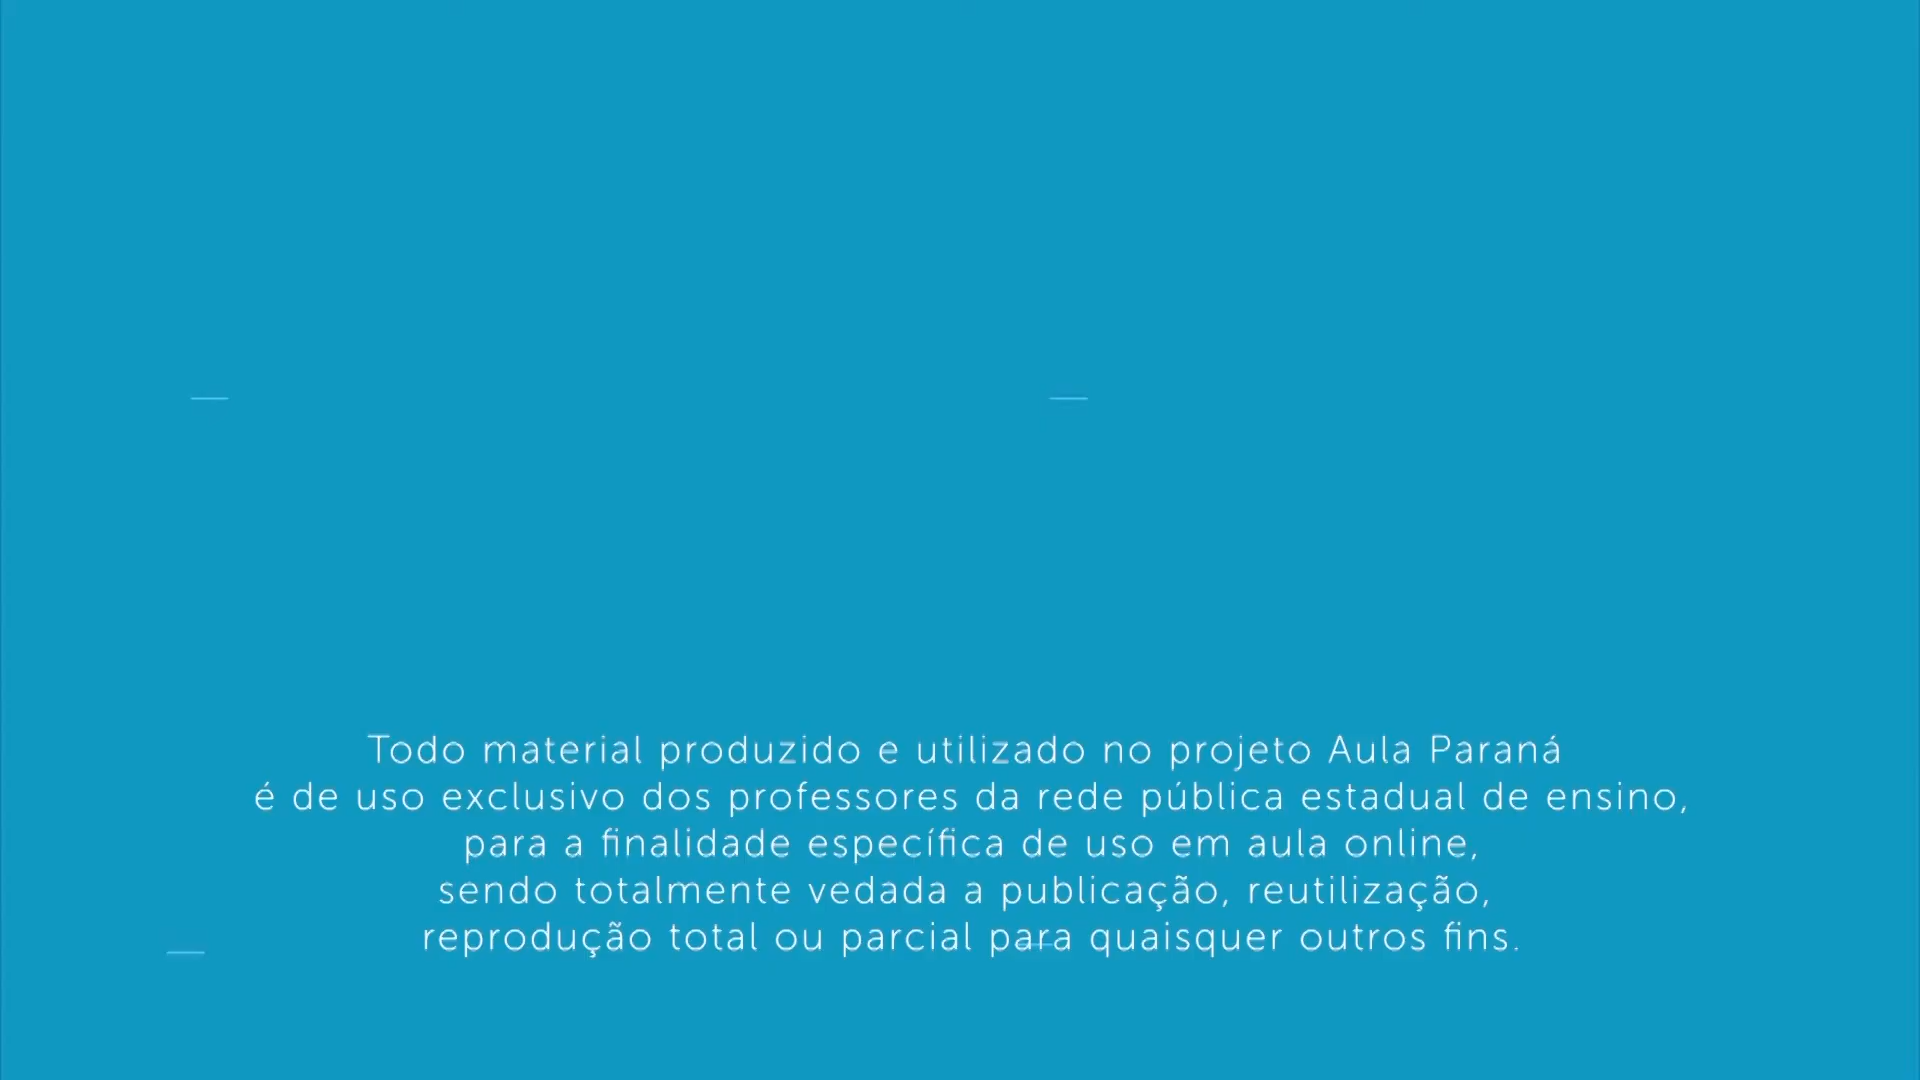 Todo material produzido e utilizado no projeto Aula Paraná
é de uso exclusivo dos professores da rede pública estadual de ensino,
para a finalidade específica de uso em aula online,
sendo totalmente vedada a publicação, reutilização,
reprodução total ou parcial para quaisquer outros fins.